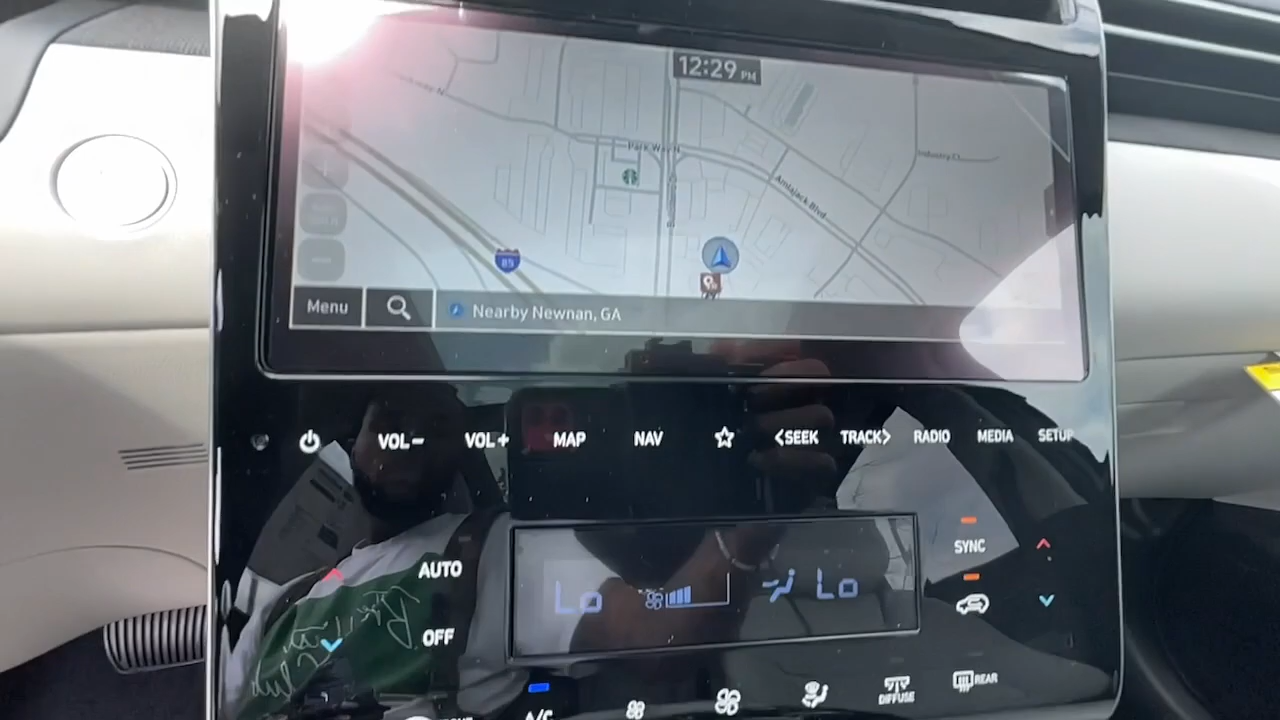 12:29 PM
Park Way N
Industry Ct
Amlajack Blvd
85
Menu
Nearby Newnan, GA
VOL− VOL+ MAP NAV <SEEK TRACK> RADIO MEDIA SETUP
SYNC
AUTO
Lo Lo
OFF
REAR
DIFFUSE
A/C